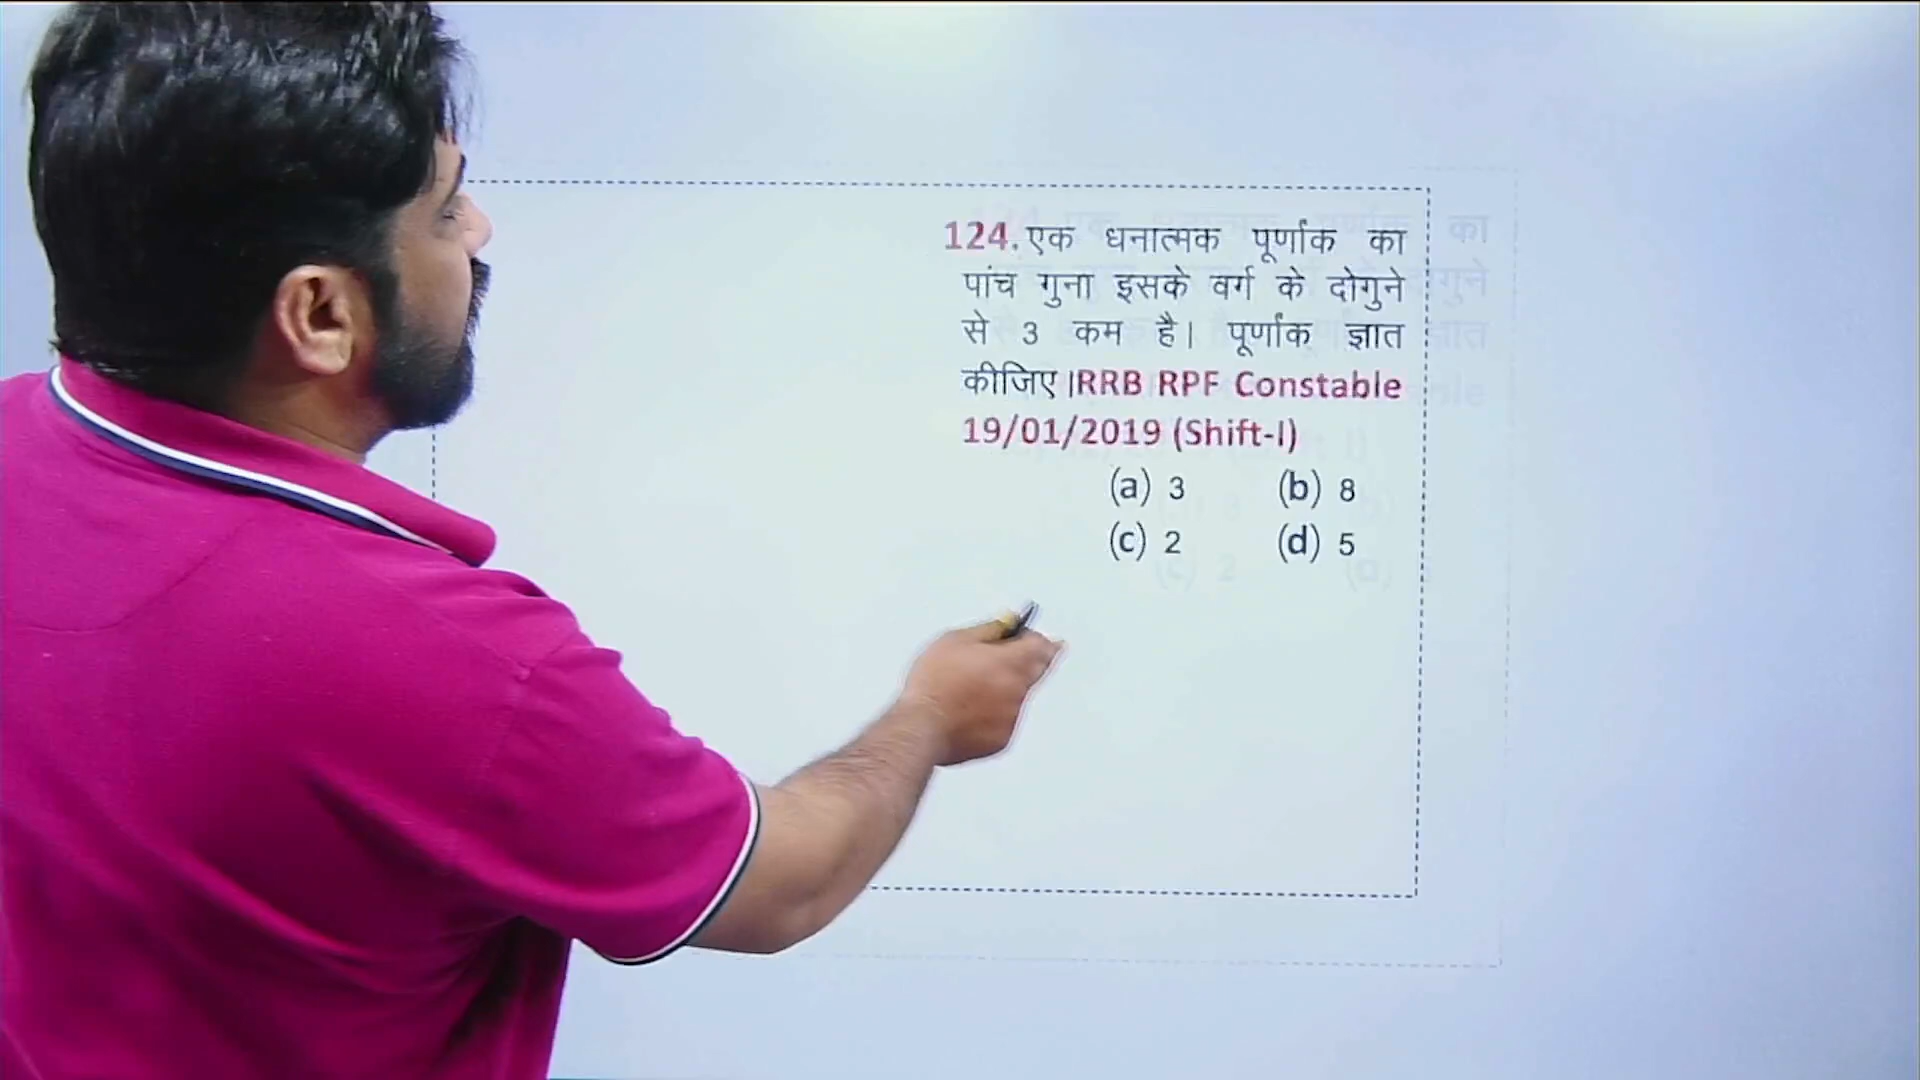 124. एक धनात्मक पूर्णांक का
पांच गुना इसके वर्ग के दोगुने
से 3 कम है। पूर्णांक ज्ञात
कीजिए।RRB RPF Constable
19/01/2019 (Shift-I)
(a) 3 (b) 8
(c) 2 (d) 5